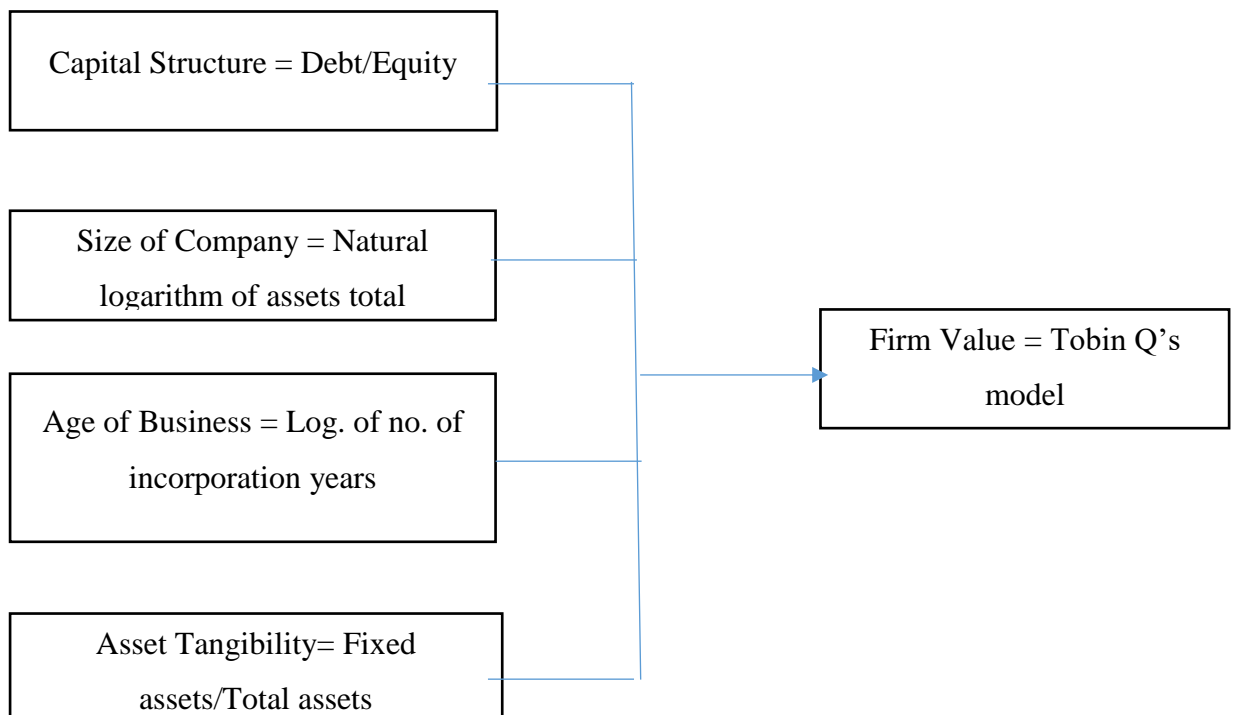 Capital Structure = Debt/Equity
Size of Company = Natural
logarithm of assets total
Age of Business = Log. of no. of
incorporation years
Asset Tangibility= Fixed
assets/Total assets
Firm Value = Tobin Q’s
model